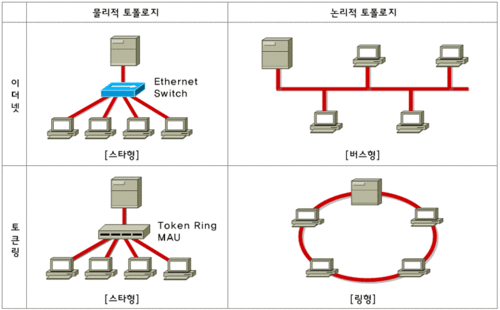 물리적 토폴로지
논리적 토폴로지
이더넷
Ethernet
Switch
[스타형]
[버스형]
토큰링
Token Ring
MAU
[스타형]
[링형]